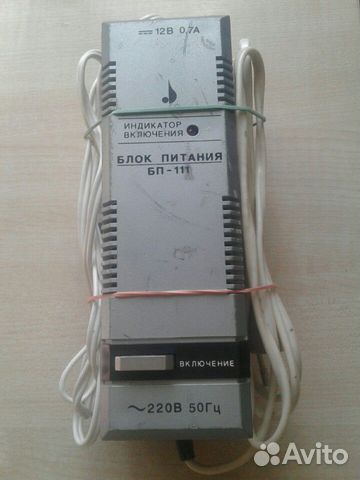 ⎓ 12В 0,7А
ИНДИКАТОР
ВКЛЮЧЕНИЯ
БЛОК ПИТАНИЯ
БП-111
ВКЛЮЧЕНИЕ
~220В 50Гц
Avito